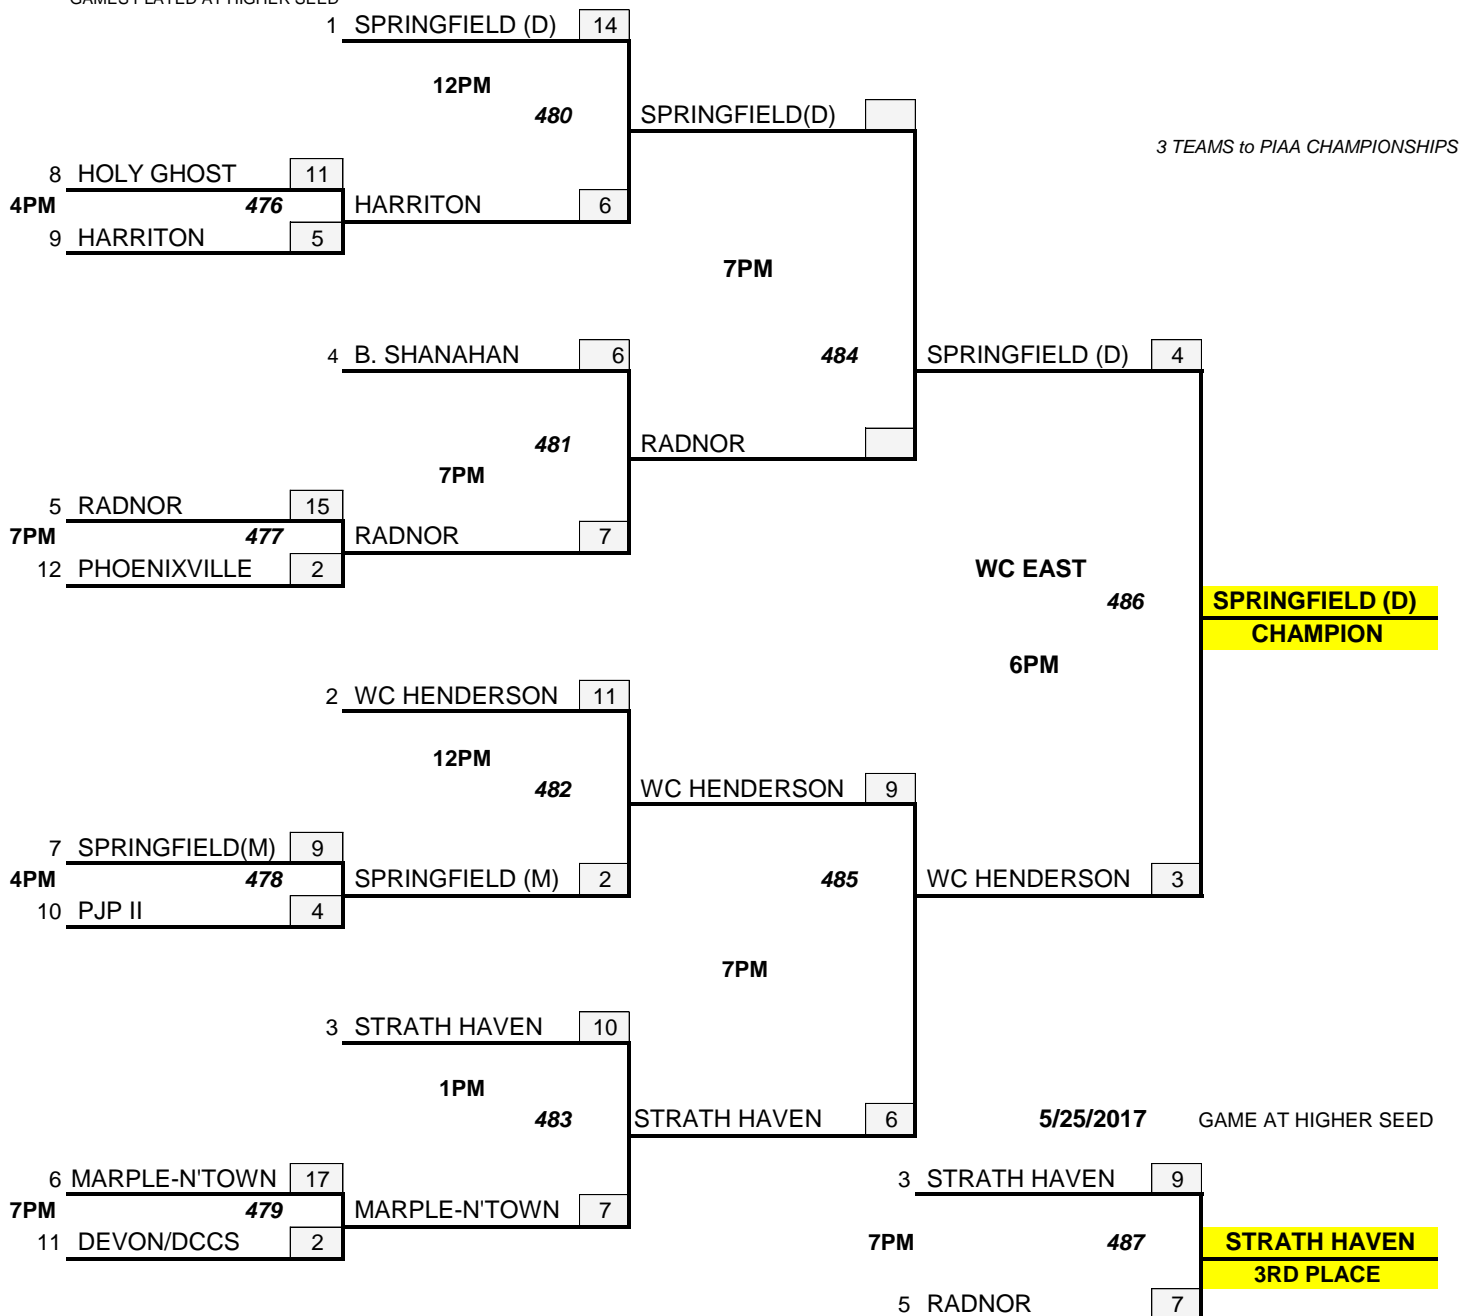 GAMES PLAYED AT HIGHER SEED
1 SPRINGFIELD (D) 14
12PM
480 SPRINGFIELD(D)
3 TEAMS to PIAA CHAMPIONSHIPS
8 HOLY GHOST 11
4PM 476 HARRITON 6
9 HARRITON 5
7PM
4 B. SHANAHAN 6 484 SPRINGFIELD (D) 4
481 RADNOR
7PM
5 RADNOR 15
7PM 477 RADNOR 7
12 PHOENIXVILLE 2 WC EAST
486 SPRINGFIELD (D)
CHAMPION
6PM
2 WC HENDERSON 11
12PM
482 WC HENDERSON 9
7 SPRINGFIELD(M) 9
4PM 478 SPRINGFIELD (M) 2 485 WC HENDERSON 3
10 PJP II 4
7PM
3 STRATH HAVEN 10
1PM
483 STRATH HAVEN 6 5/25/2017 GAME AT HIGHER SEED
6 MARPLE-N'TOWN 17 3 STRATH HAVEN 9
7PM 479 MARPLE-N'TOWN 7
11 DEVON/DCCS 2 7PM 487 STRATH HAVEN
3RD PLACE
5 RADNOR 7